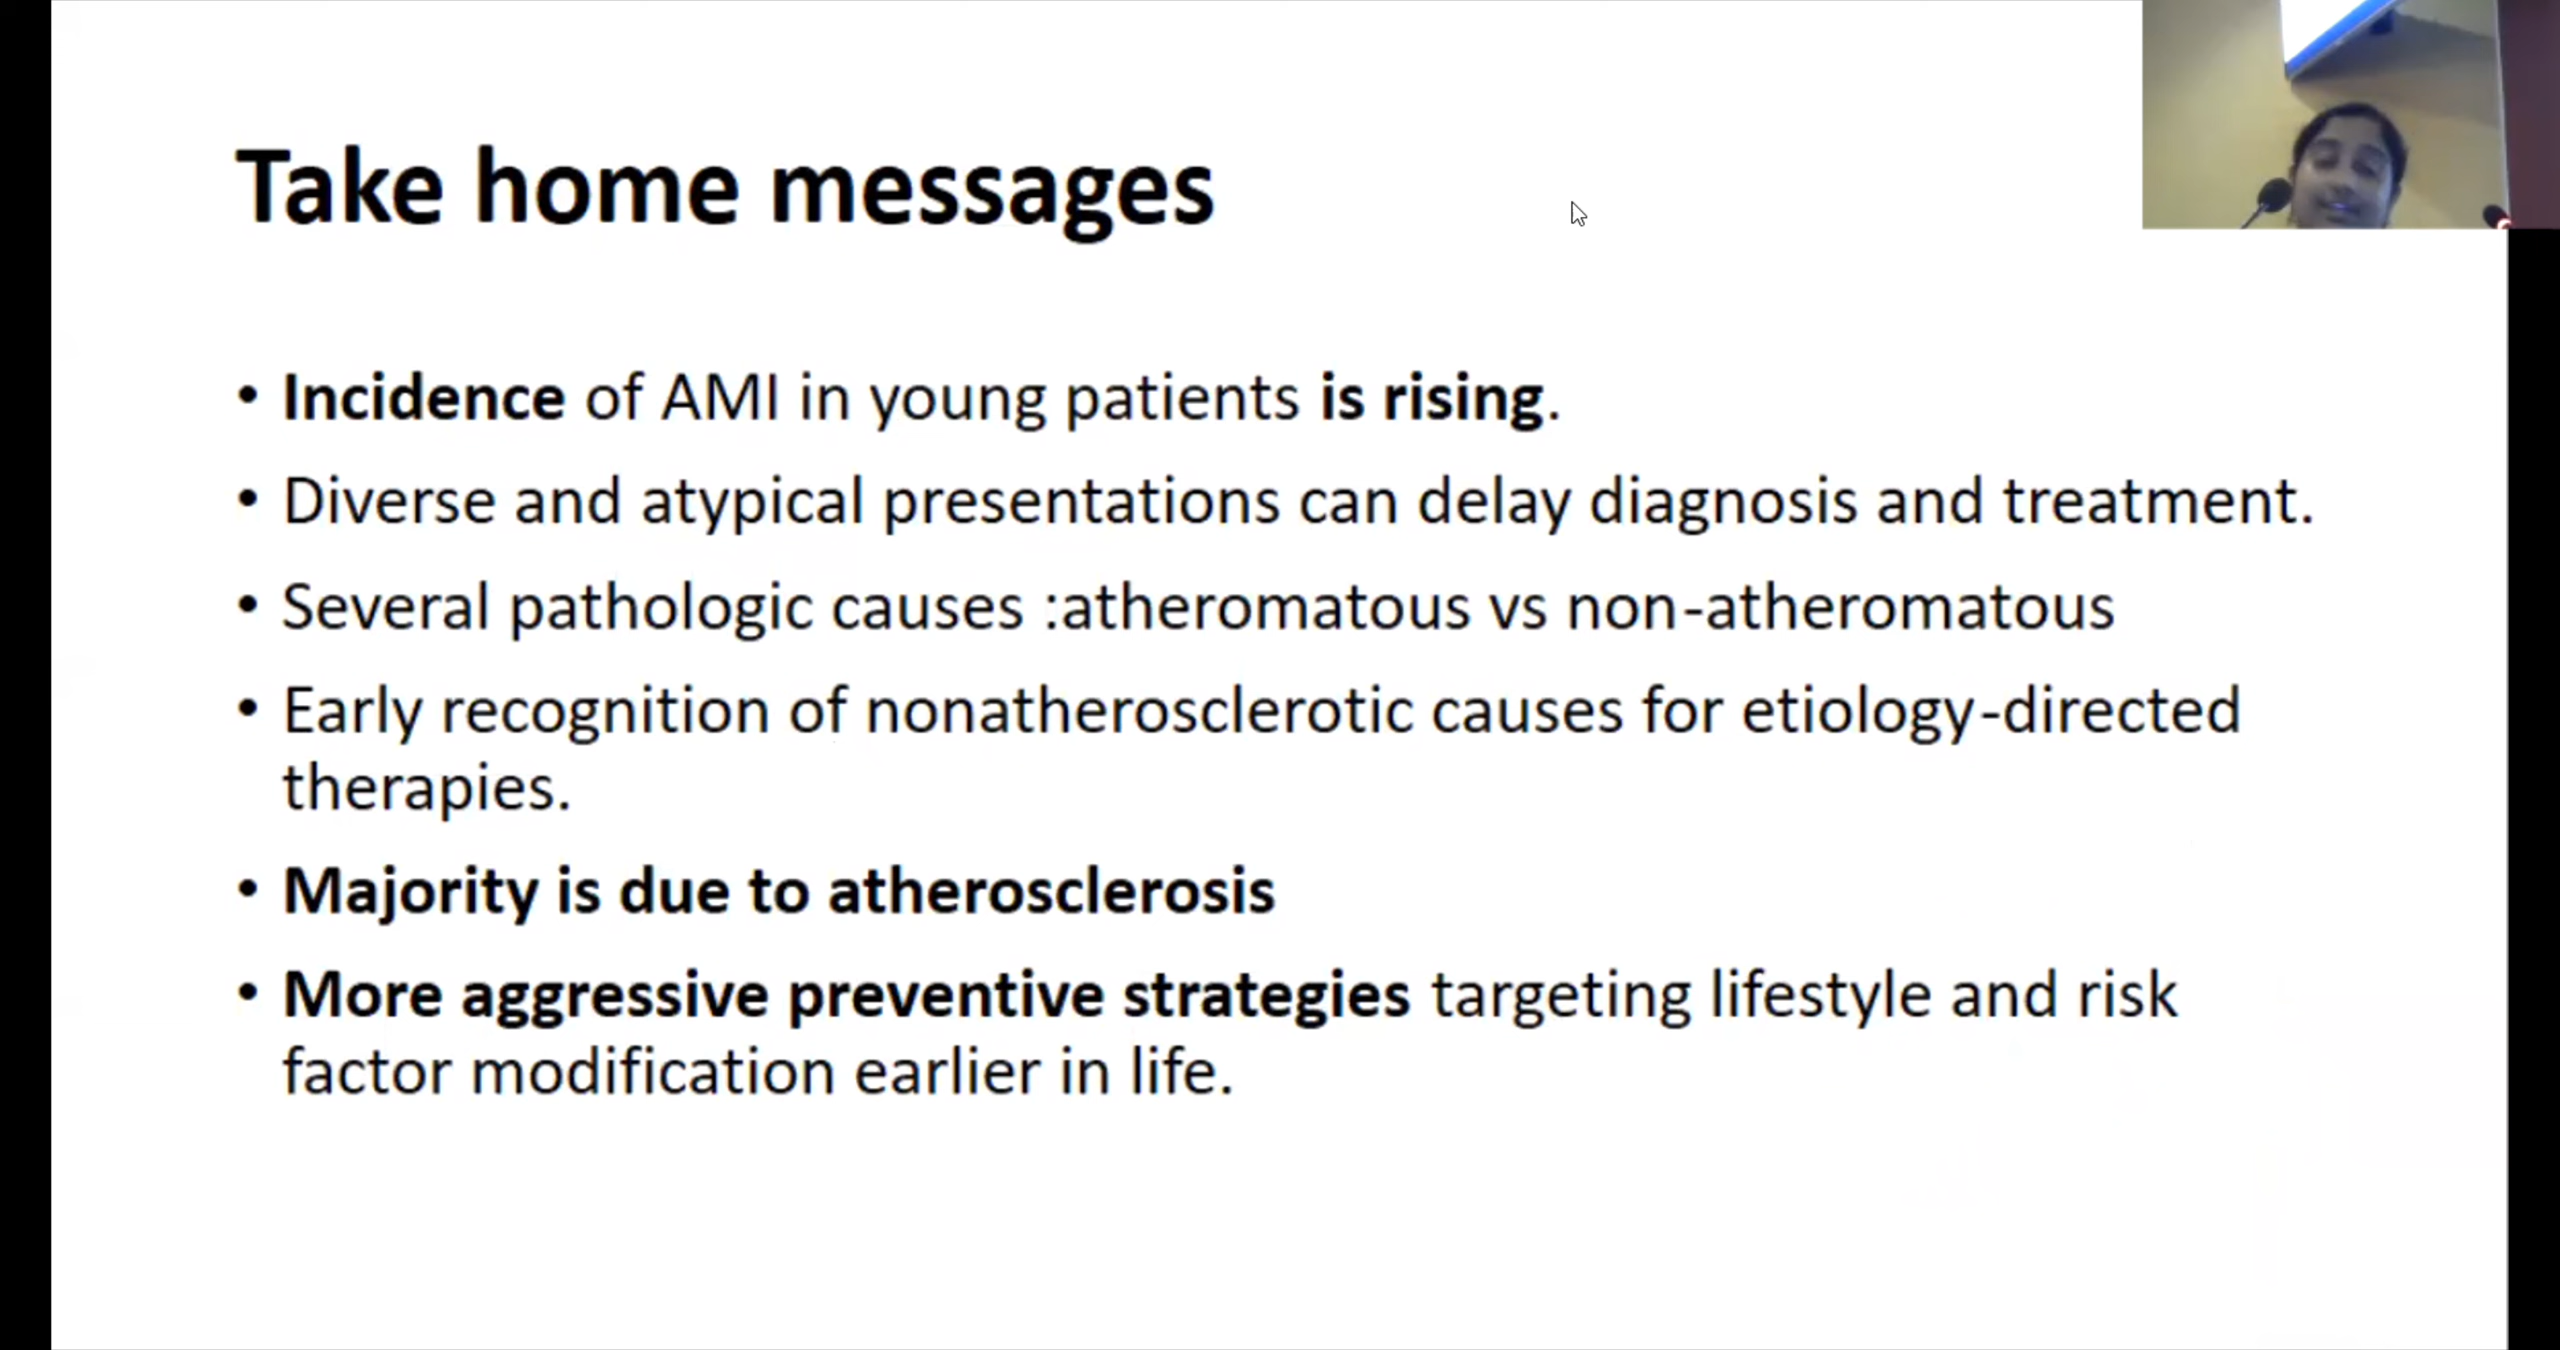 Take home messages
• Incidence of AMI in young patients is rising.
• Diverse and atypical presentations can delay diagnosis and treatment.
• Several pathologic causes :atheromatous vs non-atheromatous
• Early recognition of nonatherosclerotic causes for etiology-directed
therapies.
• Majority is due to atherosclerosis
• More aggressive preventive strategies targeting lifestyle and risk
factor modification earlier in life.